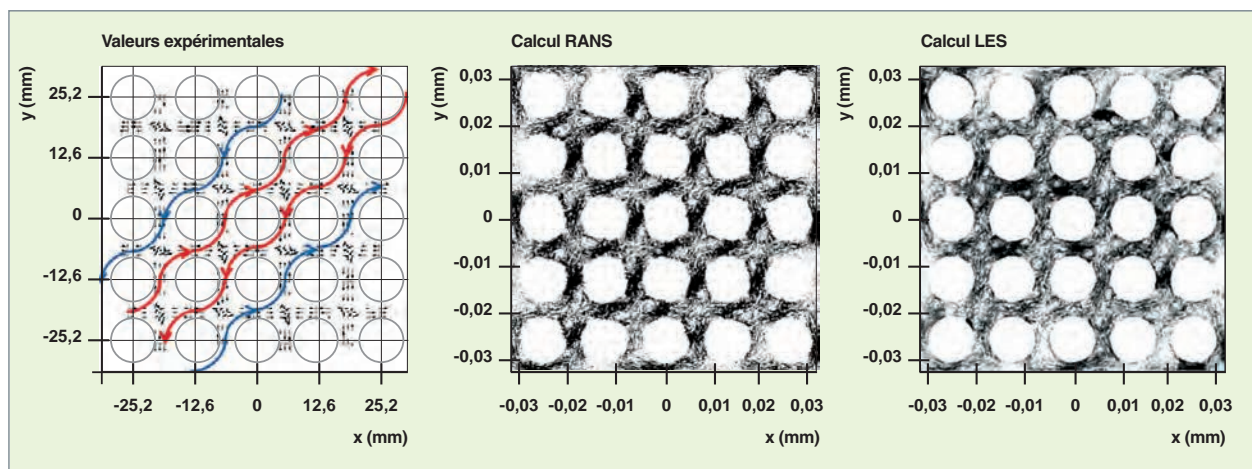 Valeurs expérimentales
y (mm)
25,2
12,6
0
-12,6
-25,2
-25,2 -12,6 0 12,6 25,2
x (mm)
Calcul RANS
y (mm)
0,03
0,02
0,01
0
-0,01
-0,02
-0,03
-0,03 -0,02 -0,01 0 0,01 0,02 0,03
x (mm)
Calcul LES
y (mm)
0,03
0,02
0,01
0
-0,01
-0,02
-0,03
-0,03 -0,02 -0,01 0 0,01 0,02 0,03
x (mm)